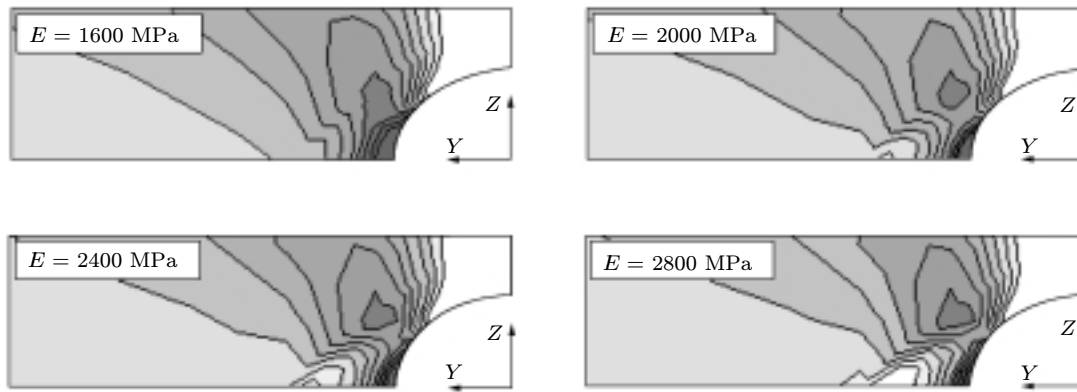 E = 1600 MPa
Z
Y
E = 2000 MPa
Z
Y
E = 2400 MPa
Z
Y
E = 2800 MPa
Z
Y